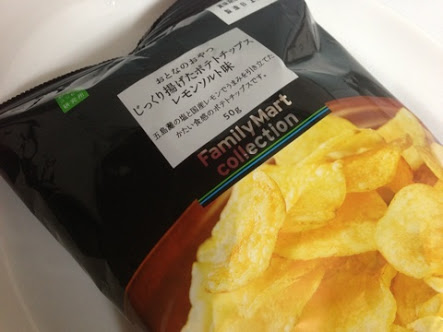 おとなのおやつ
じっくり揚げたポテトチップス
レモンソルト味
五島灘の塩と国産レモンでうまみを引き立てた
かたい食感のポテトチップスです。
50g
FamilyMart
collection